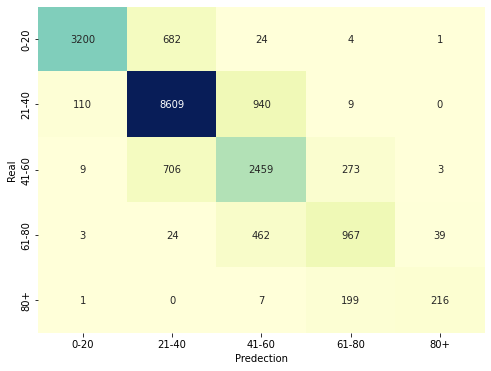 0-20 3200 682 24 4 1
21-40 110 8609 940 9 0
41-60 9 706 2459 273 3
61-80 3 24 462 967 39
80+ 1 0 7 199 216
Real
0-20 21-40 41-60 61-80 80+
Predection